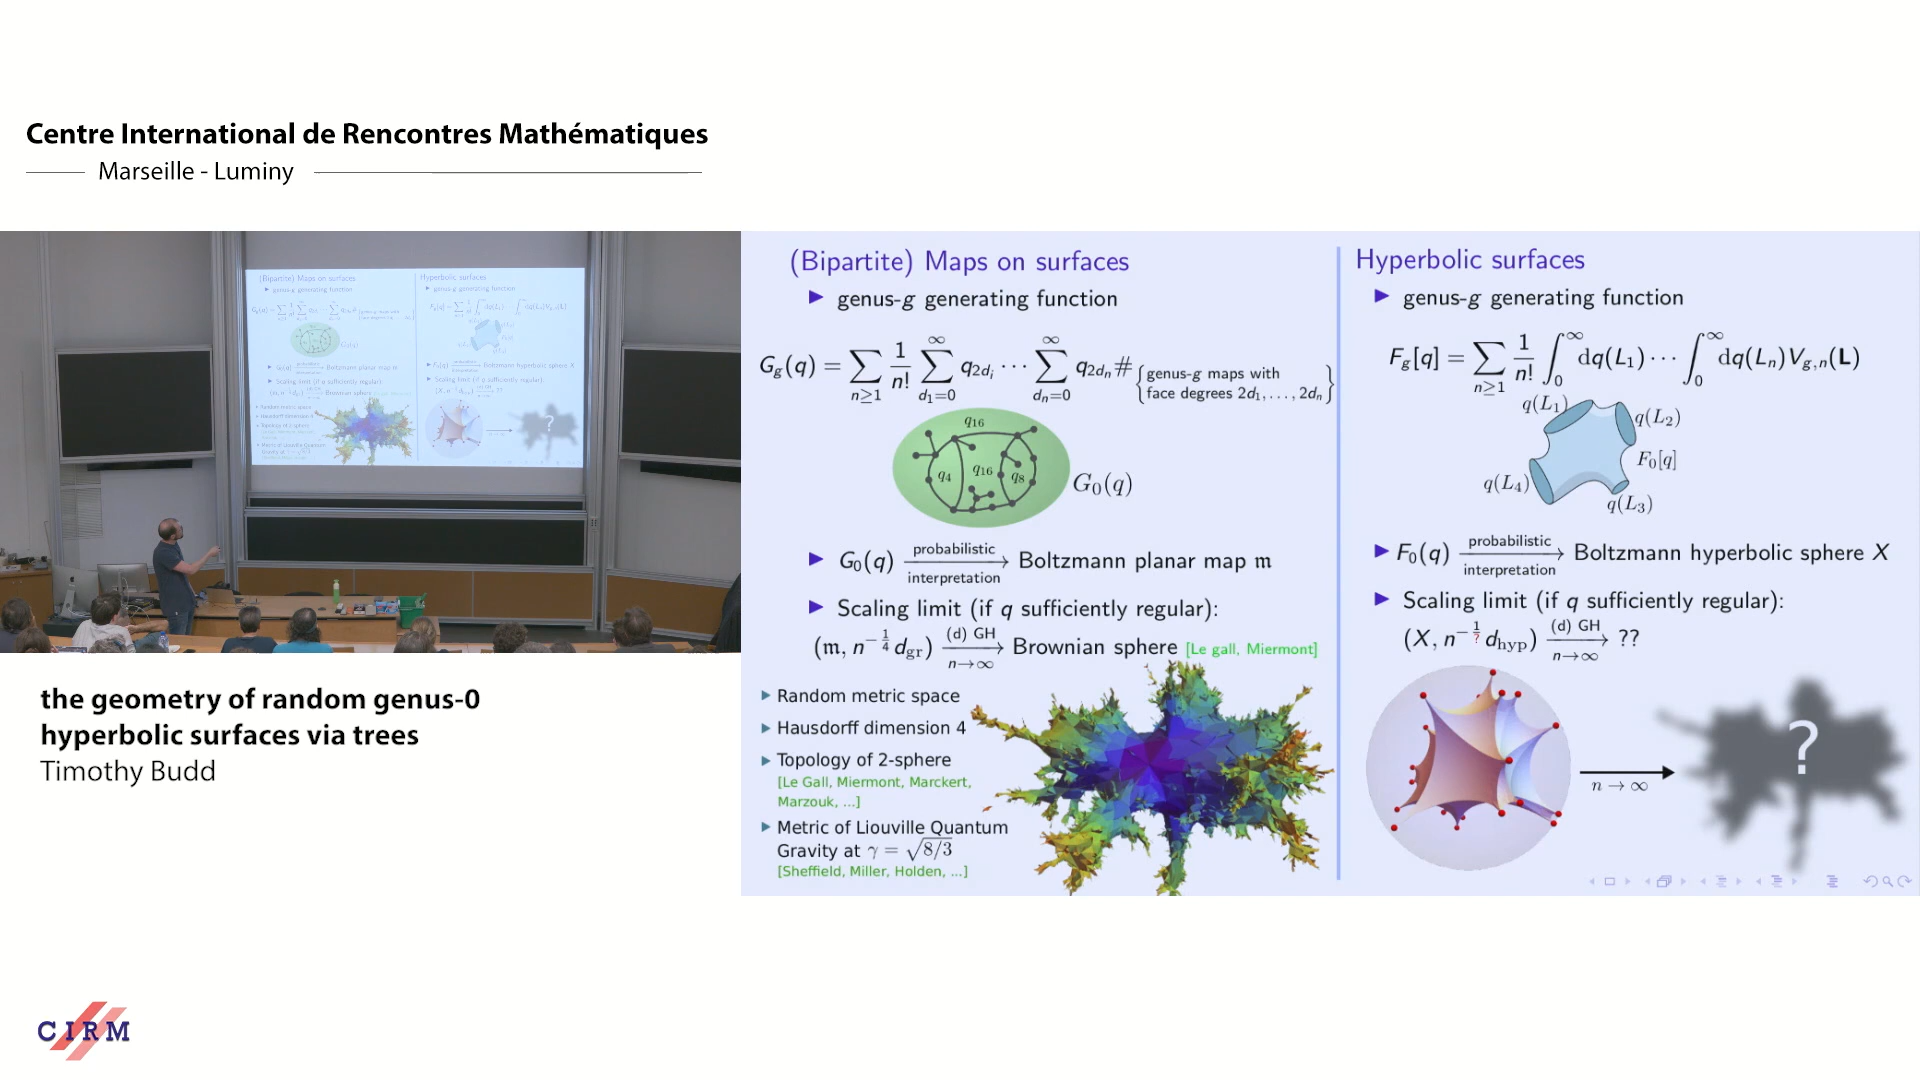 Centre International de Rencontres Mathématiques
Marseille - Luminy
(Bipartite) Maps on surfaces
▶ genus-g generating function
G_g(q) = ∑_{n≥1} 1/n! ∑_{d_1=0}^{∞} q_{2d_i} ⋯ ∑_{d_n=0}^{∞} q_{2d_n} #_{genus-g maps with face degrees 2d_1, . . . , 2d_n}
q_16
q_4 q_16 q_8
G_0(q)
▶ G_0(q) probabilistic interpretation → Boltzmann planar map 𝔪
▶ Scaling limit (if q sufficiently regular):
(𝔪, n^{-1/4} d_gr) (d) GH → n→∞ Brownian sphere [Le gall, Miermont]
▶ Random metric space
▶ Hausdorff dimension 4
▶ Topology of 2-sphere
[Le Gall, Miermont, Marckert,
Marzouk, ...]
▶ Metric of Liouville Quantum
Gravity at γ = √8/3
[Sheffield, Miller, Holden, ...]
Hyperbolic surfaces
▶ genus-g generating function
F_g[q] = ∑_{n≥1} 1/n! ∫_0^∞ dq(L_1) ⋯ ∫_0^∞ dq(L_n) V_{g,n}(L)
q(L_1)
q(L_2)
F_0[q]
q(L_4)
q(L_3)
▶ F_0(q) probabilistic interpretation → Boltzmann hyperbolic sphere X
▶ Scaling limit (if q sufficiently regular):
(X, n^{-1/?} d_hyp) (d) GH → n→∞ ??
n → ∞
?
the geometry of random genus-0
hyperbolic surfaces via trees
Timothy Budd
CIRM